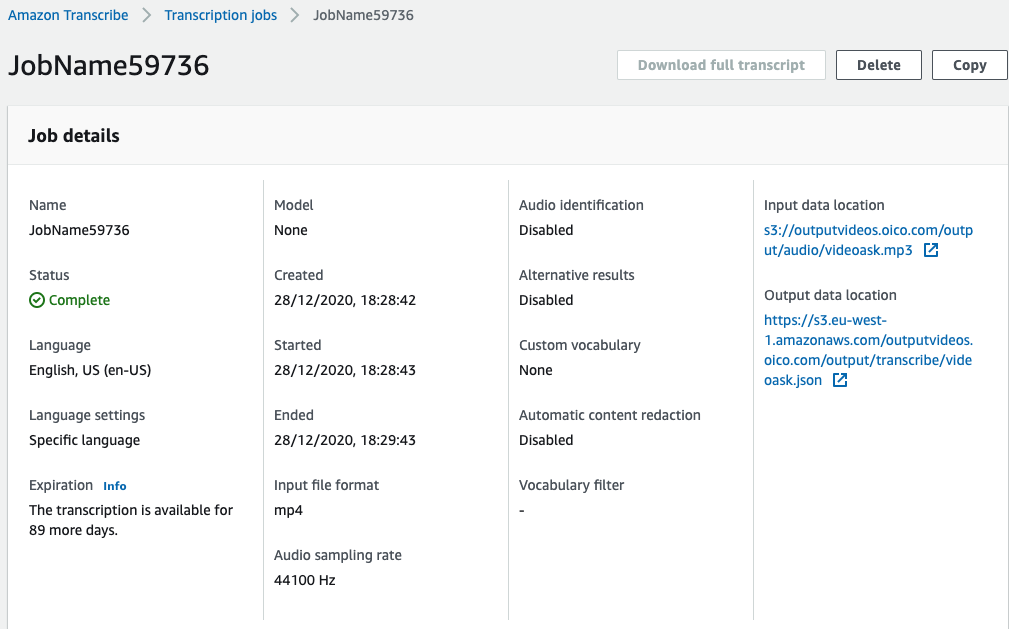 Amazon Transcribe > Transcription jobs > JobName59736
JobName59736
Download full transcript
Delete
Copy
Job details
Name
JobName59736
Status
Complete
Language
English, US (en-US)
Language settings
Specific language
Expiration Info
The transcription is available for
89 more days.
Model
None
Created
28/12/2020, 18:28:42
Started
28/12/2020, 18:28:43
Ended
28/12/2020, 18:29:43
Input file format
mp4
Audio sampling rate
44100 Hz
Audio identification
Disabled
Alternative results
Disabled
Custom vocabulary
None
Automatic content redaction
Disabled
Vocabulary filter
-
Input data location
s3://outputvideos.oico.com/outp
ut/audio/videoask.mp3
Output data location
https://s3.eu-west-
1.amazonaws.com/outputvideos.
oico.com/output/transcribe/vide
oask.json